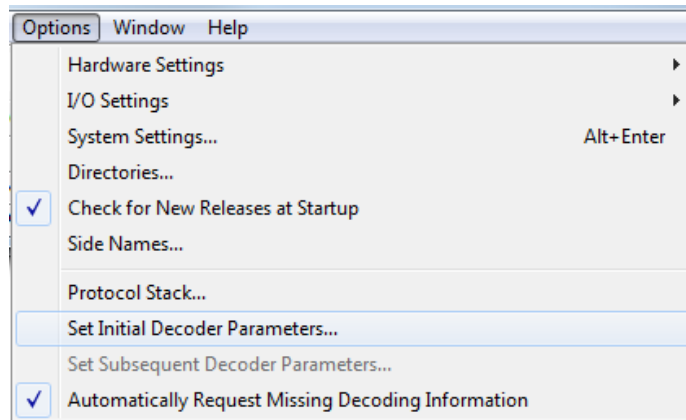 Options Window Help
Hardware Settings
I/O Settings
System Settings... Alt+Enter
Directories...
Check for New Releases at Startup
Side Names...
Protocol Stack...
Set Initial Decoder Parameters...
Set Subsequent Decoder Parameters...
Automatically Request Missing Decoding Information